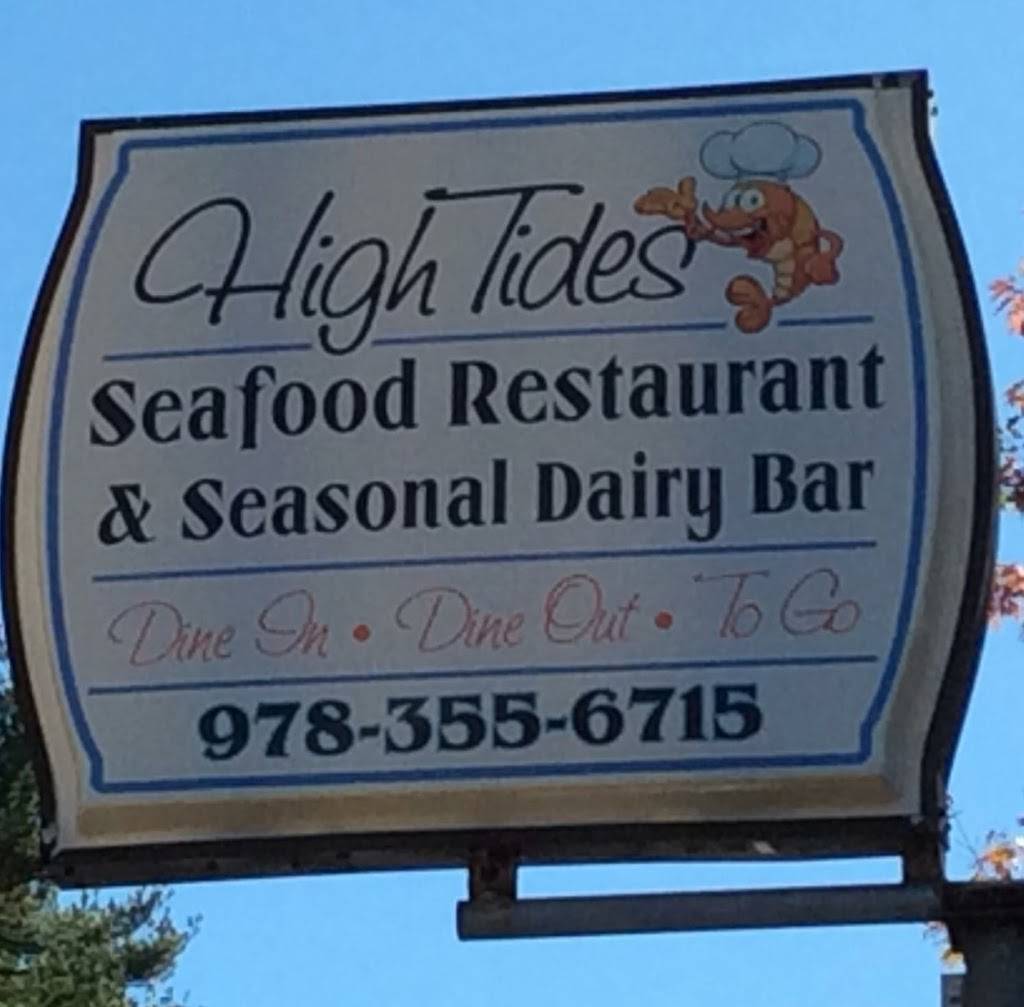 High Tides
Seafood Restaurant
& Seasonal Dairy Bar
Dine In • Dine Out • To Go
978-355-6715